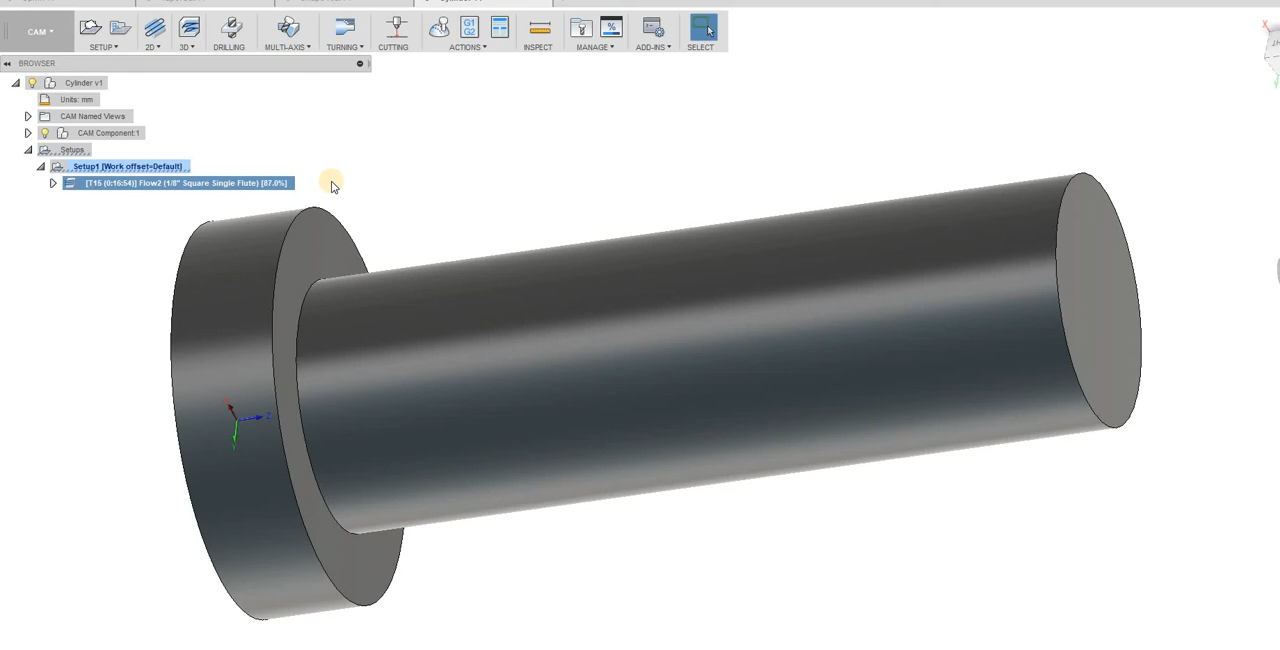 CAM
SETUP
2D
3D
DRILLING
MULTI-AXIS
TURNING
CUTTING
G1
G2
ACTIONS
INSPECT
%
MANAGE
ADD-INS
SELECT
BROWSER
Cylinder v1
Units: mm
CAM Named Views
CAM Component:1
Setups
Setup1 [Work offset=Default]
[T15 (0:16:54)] Flow2 (1/8" Square Single Flute) [87.0%]
Z
Y
X
Y